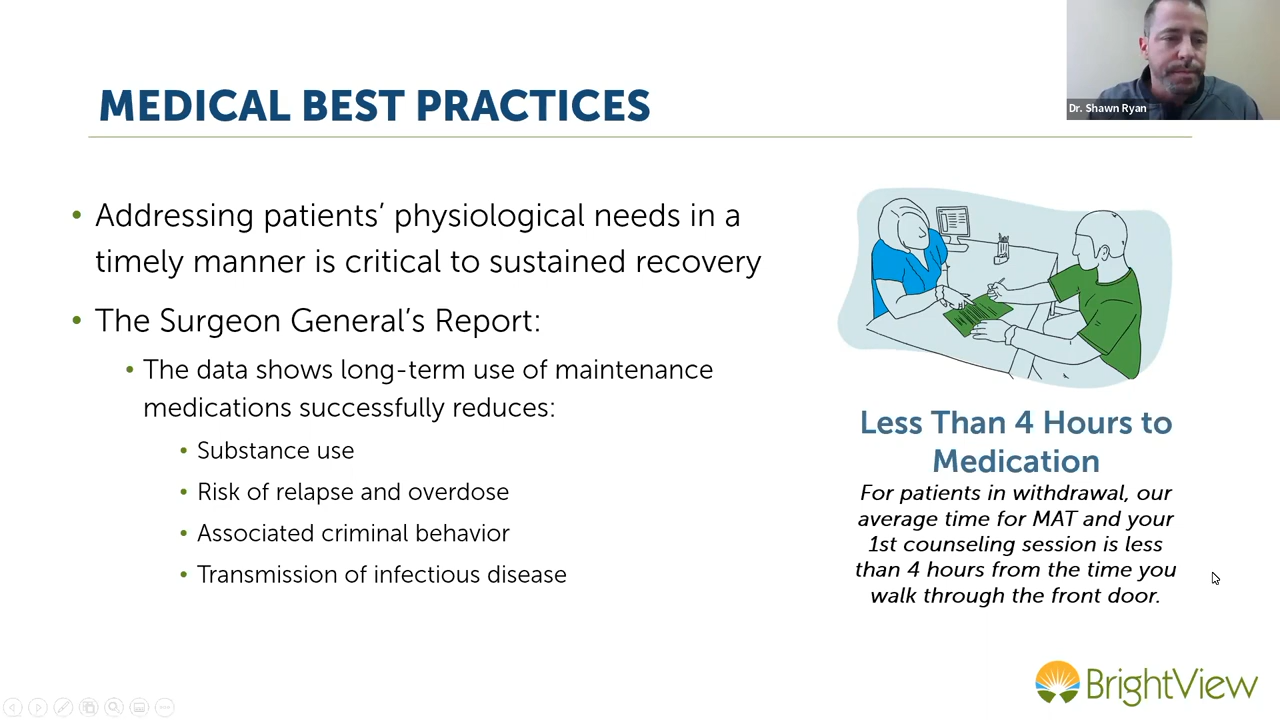 Dr. Shawn Ryan
MEDICAL BEST PRACTICES
• Addressing patients’ physiological needs in a
timely manner is critical to sustained recovery
• The Surgeon General’s Report:
• The data shows long-term use of maintenance
medications successfully reduces:
• Substance use
• Risk of relapse and overdose
• Associated criminal behavior
• Transmission of infectious disease
Less Than 4 Hours to
Medication
For patients in withdrawal, our
average time for MAT and your
1st counseling session is less
than 4 hours from the time you
walk through the front door.
BrightView